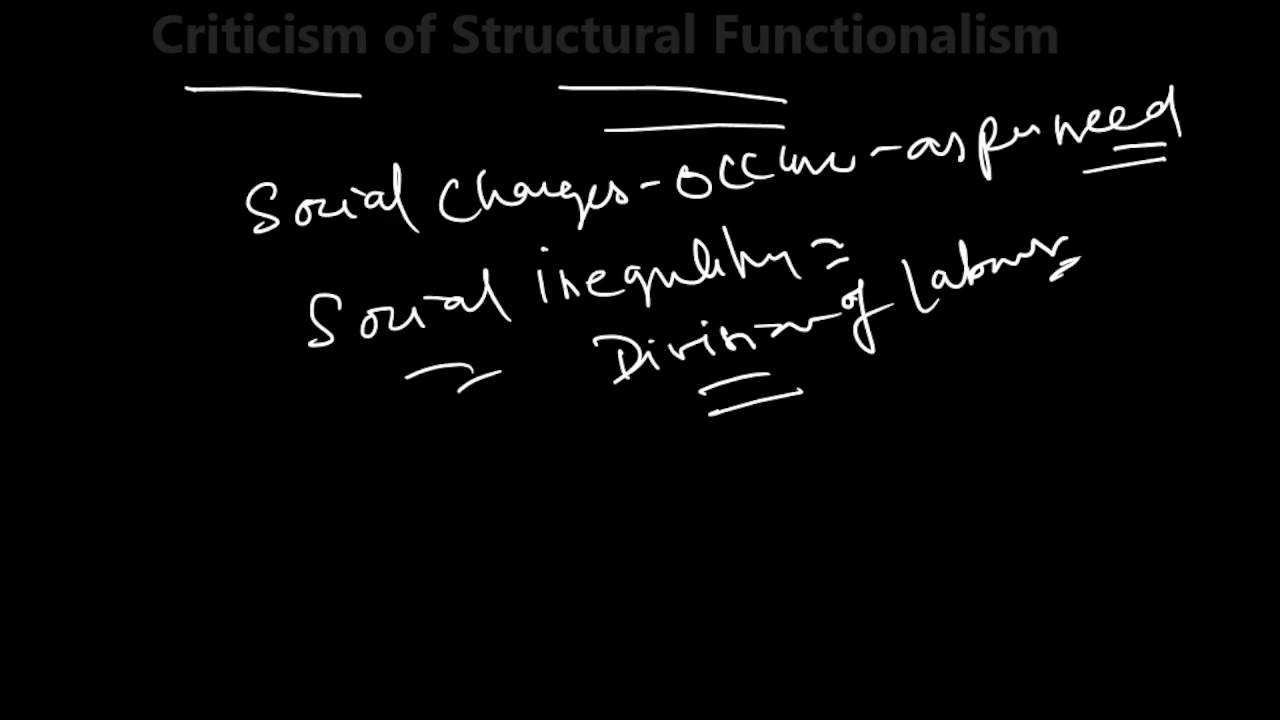 Criticism of Structural Functionalism
Social Changes - occur - as per need
Social inequality =
Division of Labour